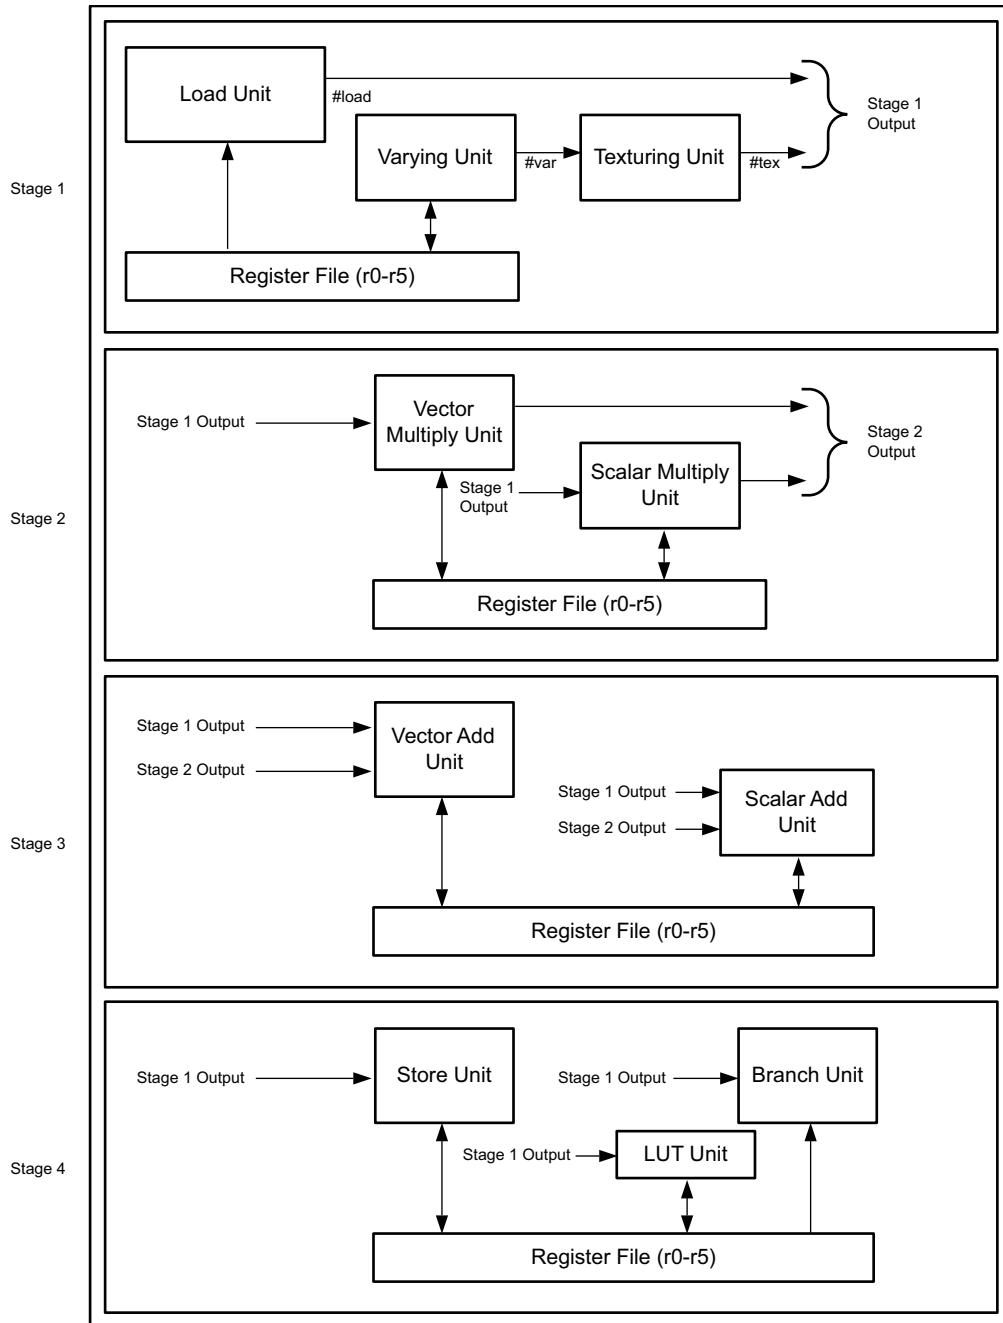 Stage 1
Load Unit
#load
Varying Unit
#var
Texturing Unit
#tex
Stage 1
Output
Register File (r0-r5)
Stage 2
Stage 1 Output
Vector
Multiply Unit
Stage 1
Output
Scalar Multiply
Unit
Stage 2
Output
Register File (r0-r5)
Stage 3
Stage 1 Output
Stage 2 Output
Vector Add
Unit
Stage 1 Output
Stage 2 Output
Scalar Add
Unit
Register File (r0-r5)
Stage 4
Stage 1 Output
Store Unit
Stage 1 Output
Branch Unit
Stage 1 Output
LUT Unit
Register File (r0-r5)